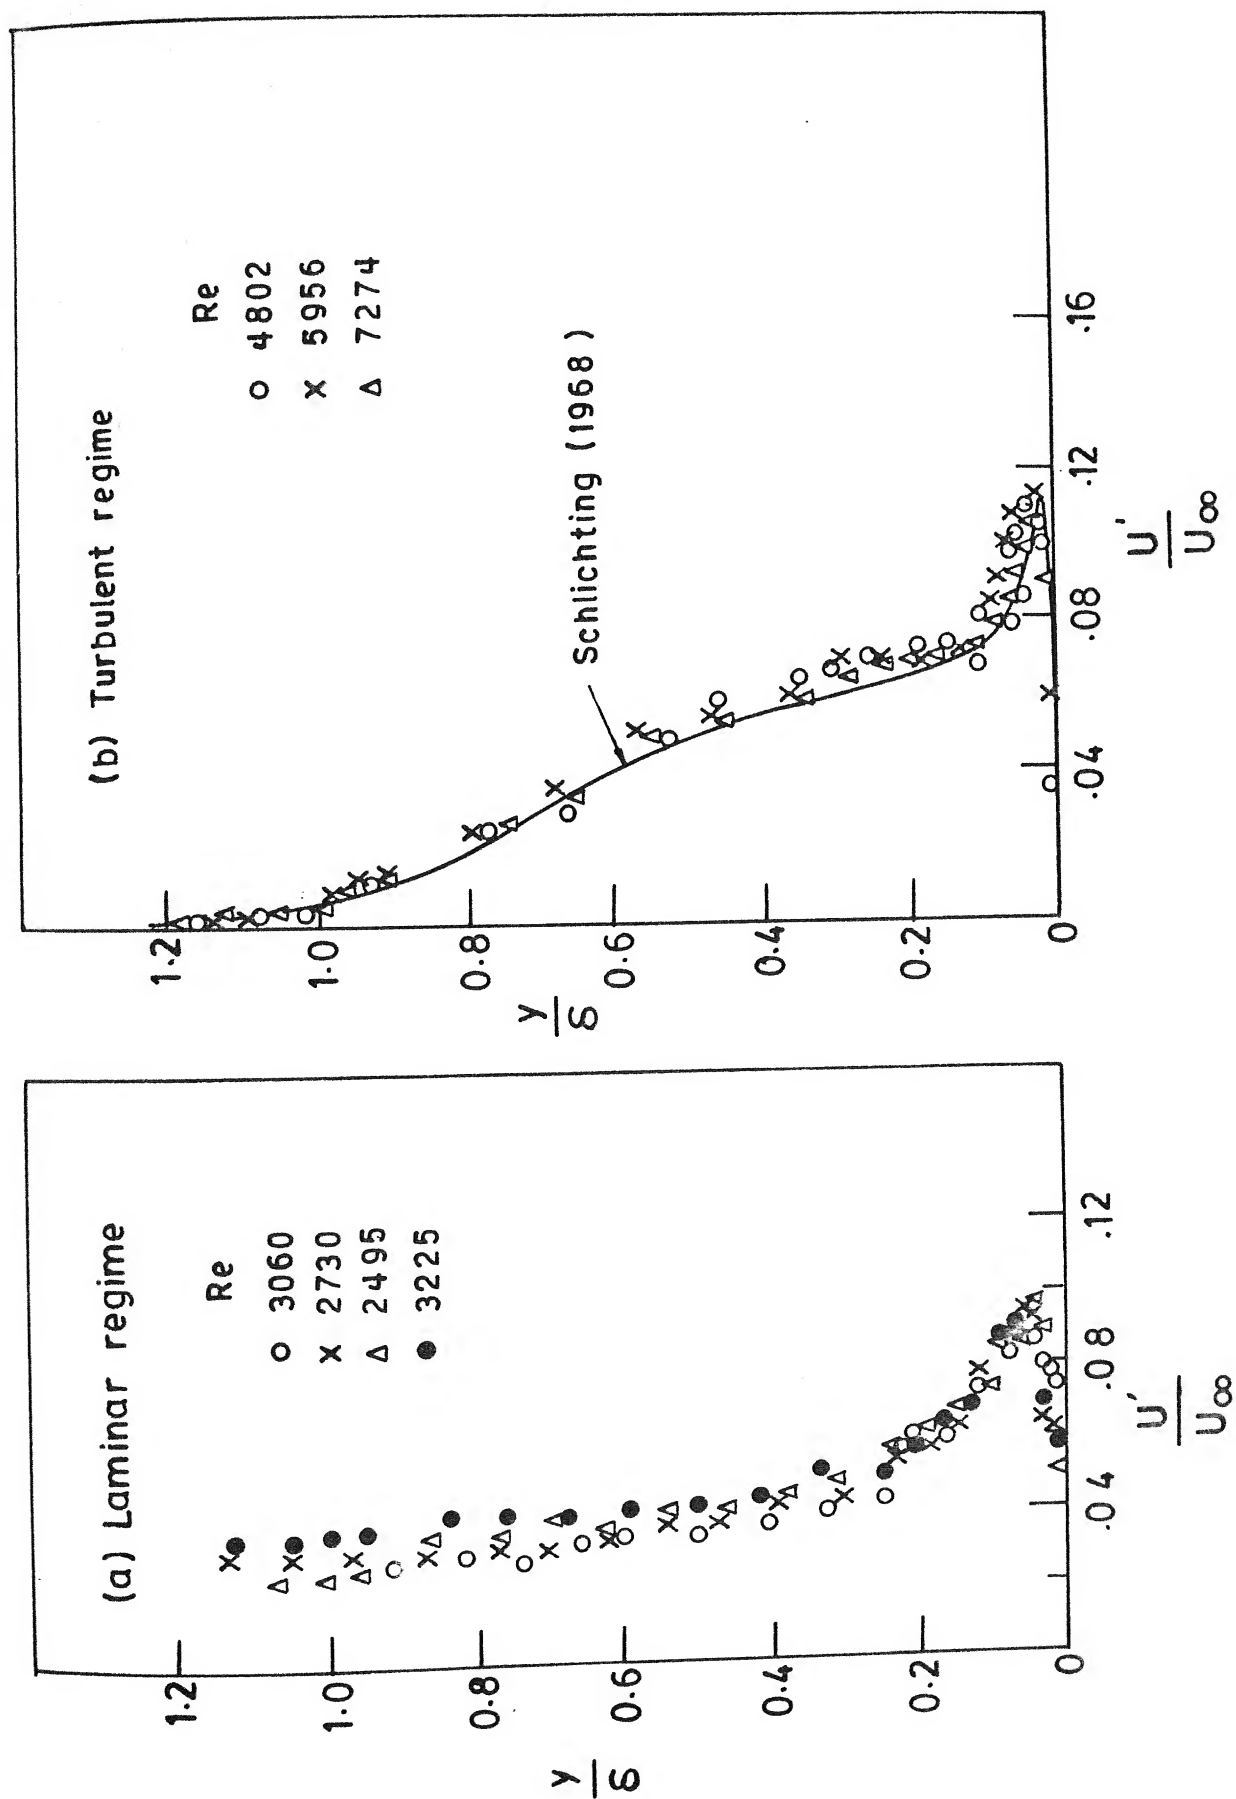 (a) Laminar regime
Re
o 3060
x 2730
△ 2495
● 3225
1.2
1.0
0.8
0.6
0.4
0.2
0
.04
.08
.12
y
δ
U'
U∞
(b) Turbulent regime
Re
o 4802
x 5956
△ 7274
Schlichting (1968)
1.2
1.0
0.8
0.6
0.4
0.2
0
.04
.08
.12
.16
y
δ
U'
U∞